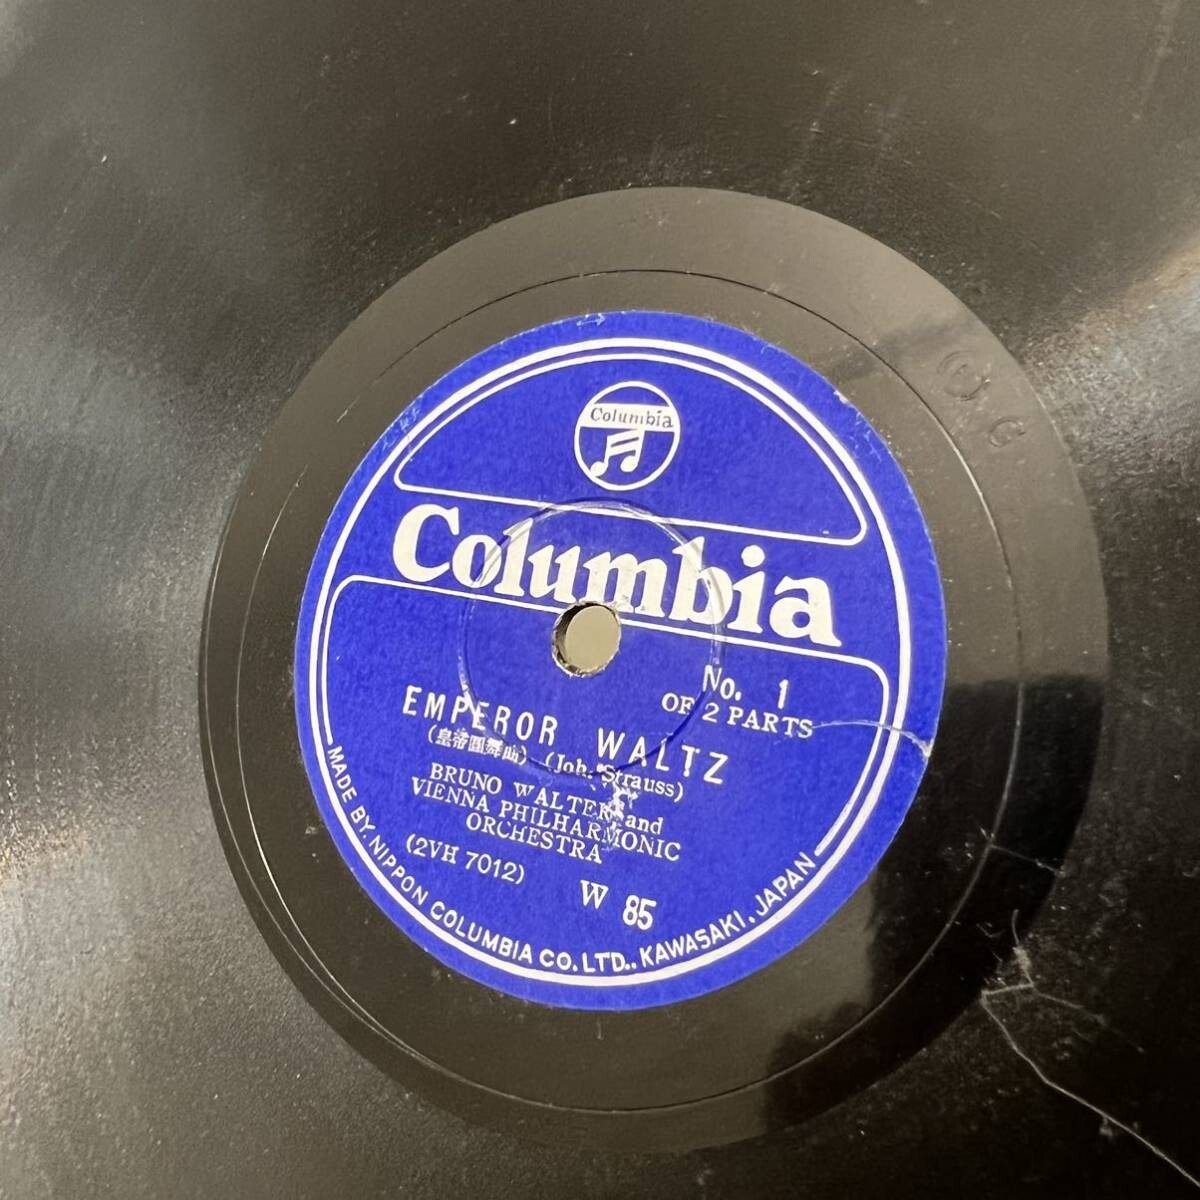 Columbia
Columbia
No. 1
OF 2 PARTS
EMPEROR WALTZ
(皇帝圓舞曲) (Joh. Strauss)
BRUNO WALTER and
VIENNA PHILHARMONIC
ORCHESTRA
(2VH 7012)
W 85
MADE BY. NIPPON COLUMBIA CO. LTD., KAWASAKI. JAPAN